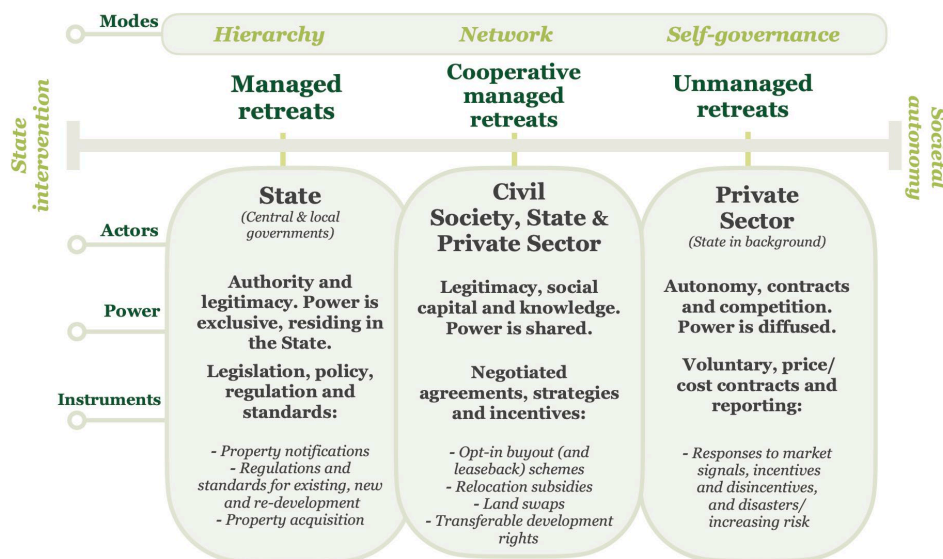 Modes
Hierarchy
Network
Self-governance
State
intervention
Managed
retreats
Cooperative
managed
retreats
Unmanaged
retreats
Societal
autonomy
Actors
State
(Central & local
governments)
Civil
Society, State &
Private Sector
Private
Sector
(State in background)
Power
Authority and
legitimacy. Power is
exclusive, residing in
the State.
Legitimacy, social
capital and knowledge.
Power is shared.
Autonomy, contracts
and competition.
Power is diffused.
Instruments
Legislation, policy,
regulation and
standards:
- Property notifications
- Regulations and
standards for existing, new
and re-development
- Property acquisition
Negotiated
agreements, strategies
and incentives:
- Opt-in buyout (and
leaseback) schemes
- Relocation subsidies
- Land swaps
- Transferable development
rights
Voluntary, price/
cost contracts and
reporting:
- Responses to market
signals, incentives
and disincentives,
and disasters/
increasing risk